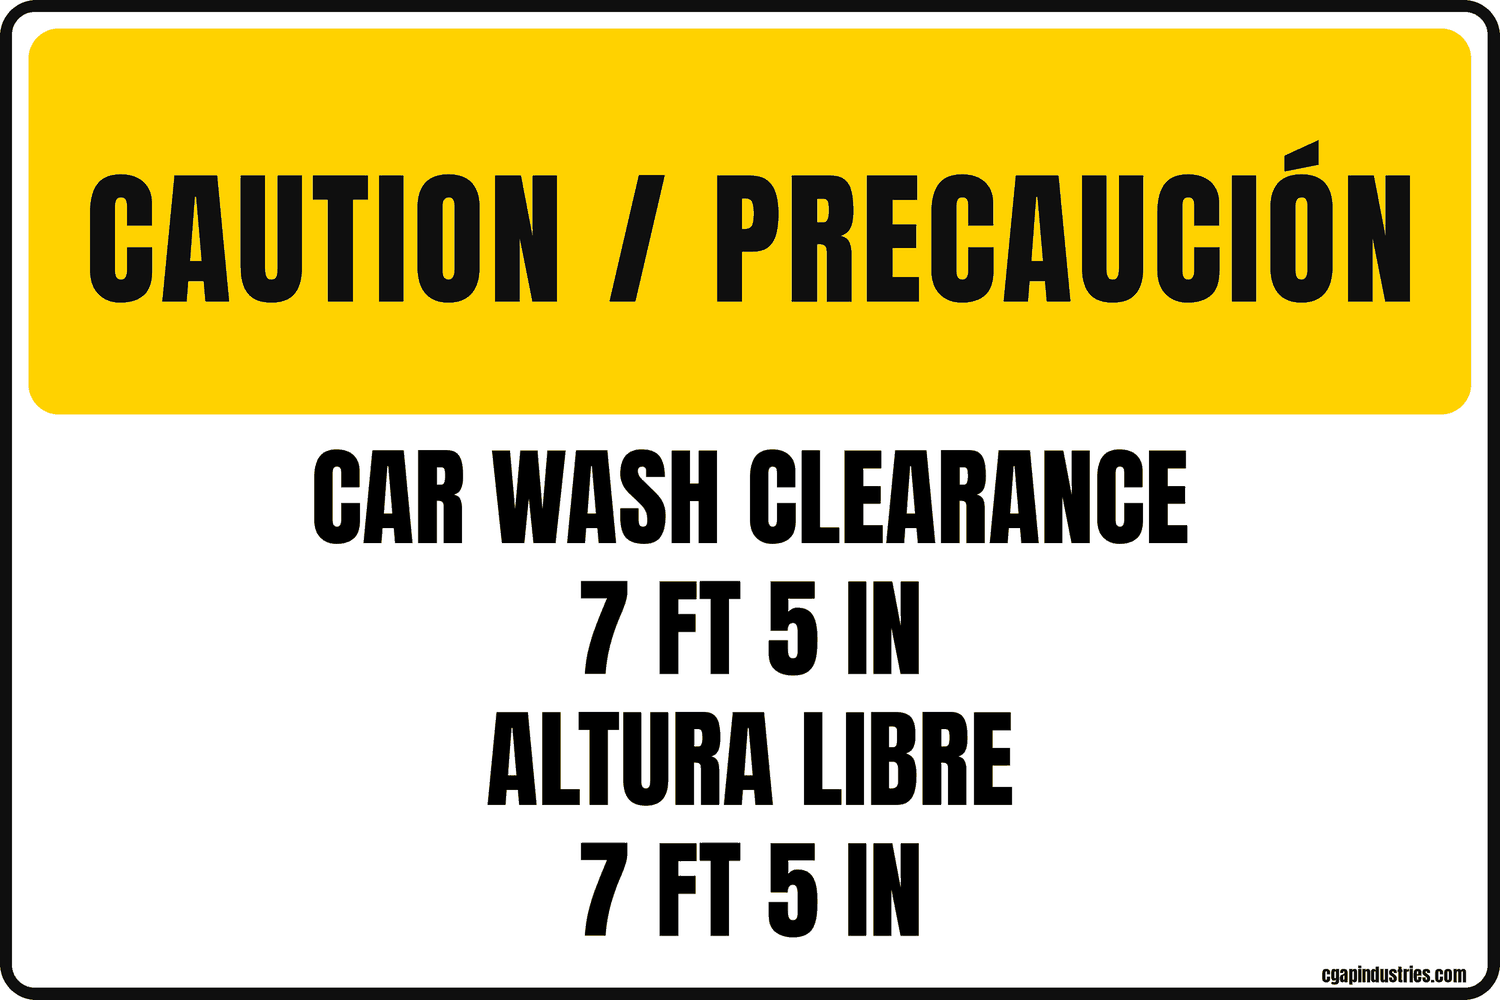 CAUTION / PRECAUCIÓN
CAR WASH CLEARANCE
7 FT 5 IN
ALTURA LIBRE
7 FT 5 IN
cgapindustries.com